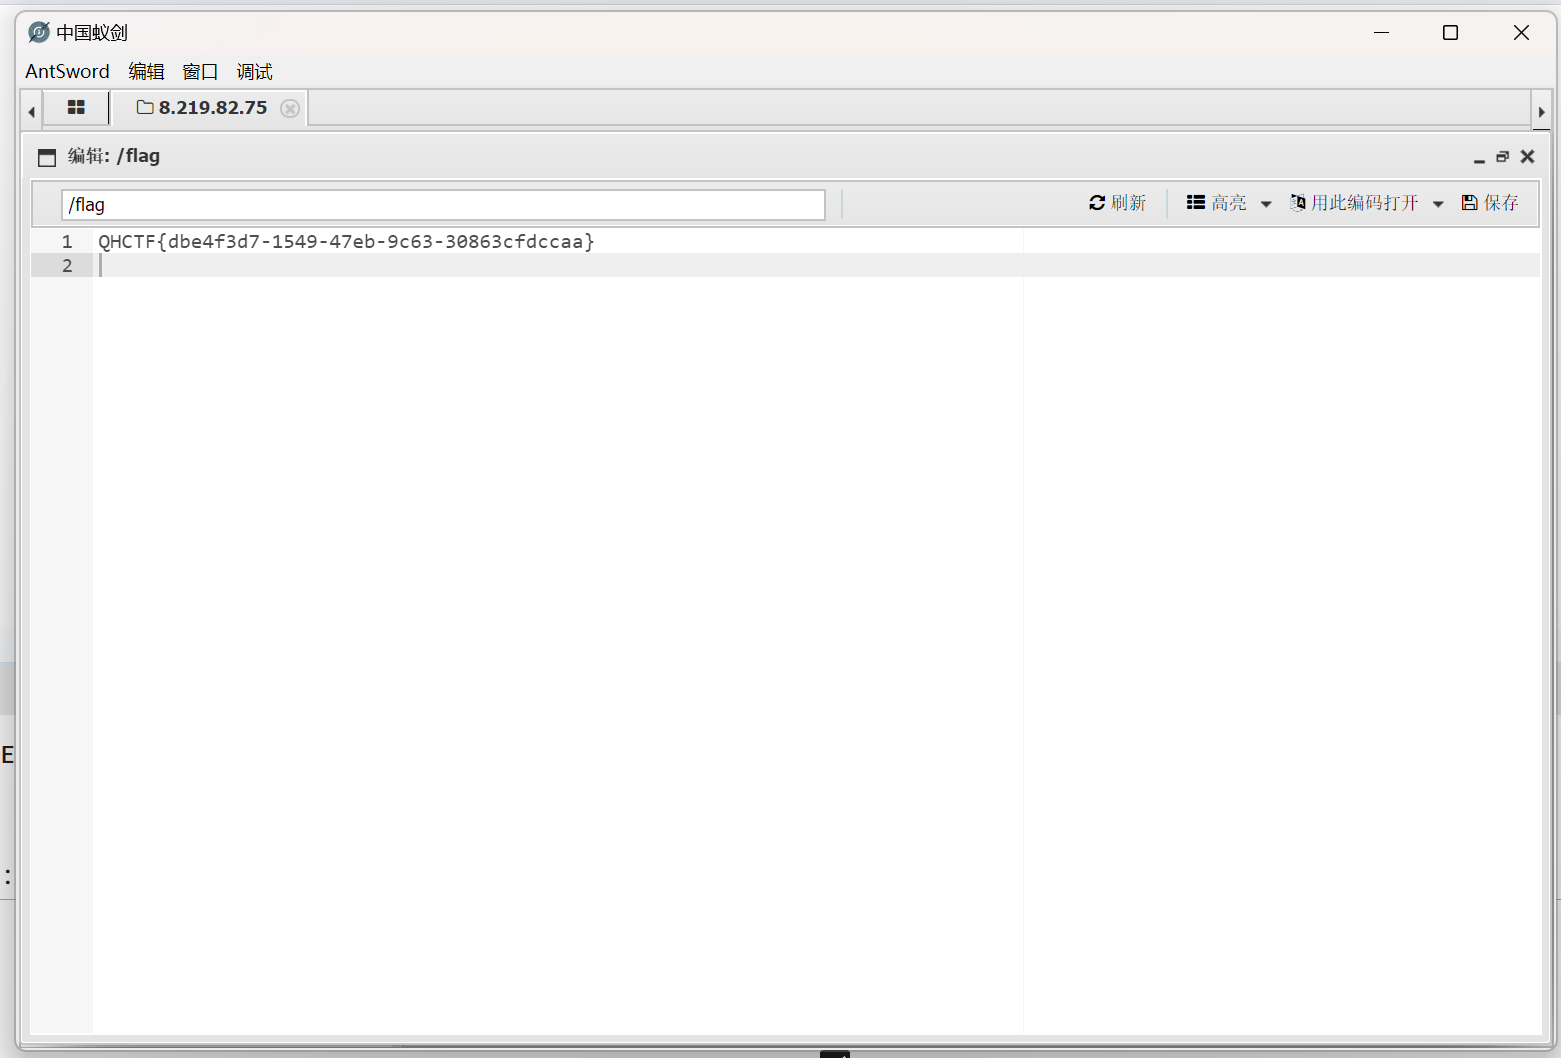 中国蚁剑
AntSword 编辑 窗口 调试
8.219.82.75
编辑: /flag
/flag 刷新 高亮 用此编码打开 保存
1 QHCTF{dbe4f3d7-1549-47eb-9c63-30863cfdccaa}
2
E
: